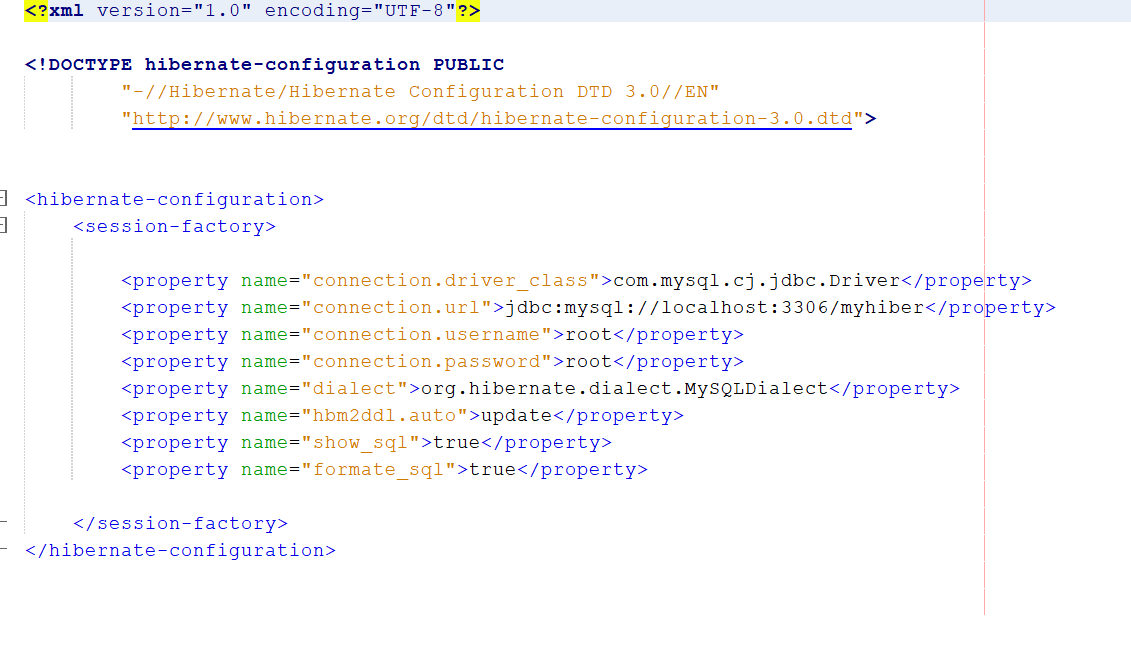 <?xml version="1.0" encoding="UTF-8"?>
<!DOCTYPE hibernate-configuration PUBLIC
"-//Hibernate/Hibernate Configuration DTD 3.0//EN"
"http://www.hibernate.org/dtd/hibernate-configuration-3.0.dtd">
<hibernate-configuration>
<session-factory>
<property name="connection.driver_class">com.mysql.cj.jdbc.Driver</property>
<property name="connection.url">jdbc:mysql://localhost:3306/myhiber</property>
<property name="connection.username">root</property>
<property name="connection.password">root</property>
<property name="dialect">org.hibernate.dialect.MySQLDialect</property>
<property name="hbm2ddl.auto">update</property>
<property name="show_sql">true</property>
<property name="formate_sql">true</property>
</session-factory>
</hibernate-configuration>